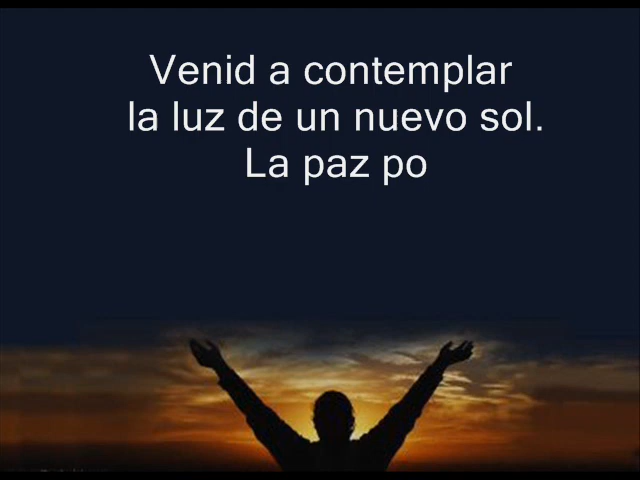 Venid a contemplar
la luz de un nuevo sol.
La paz po